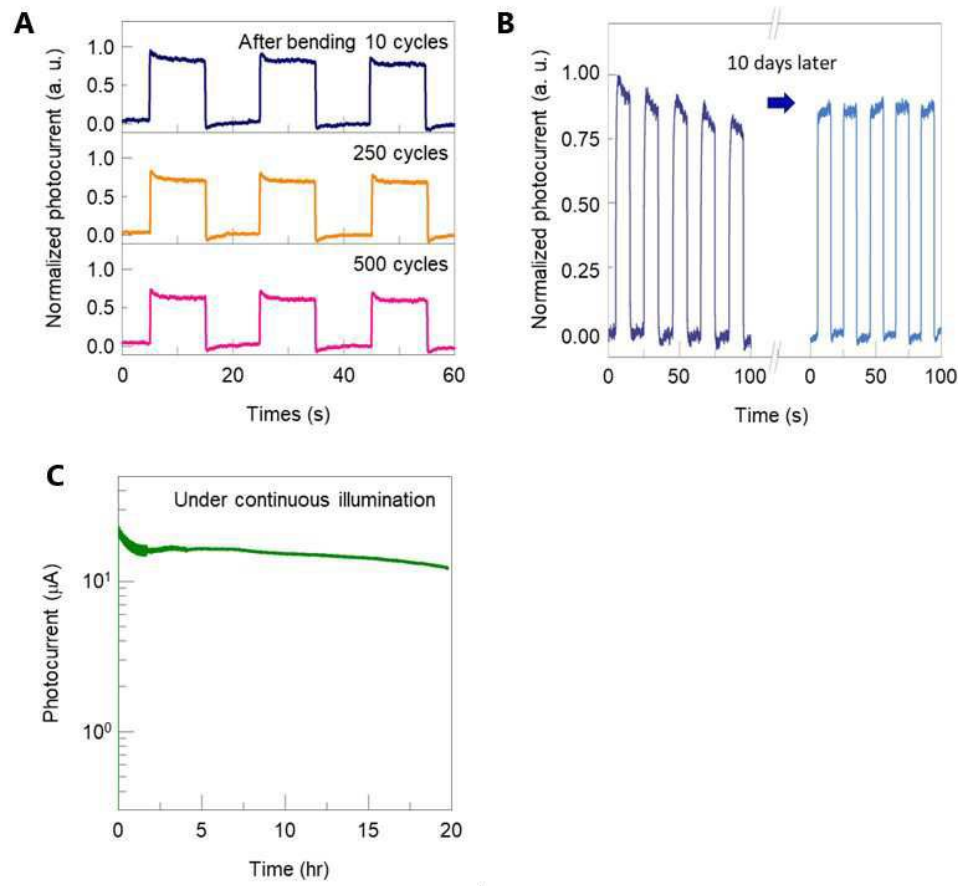 A
Normalized photocurrent (a. u.)
After bending 10 cycles
1.0
0.5
0.0
250 cycles
1.0
0.5
0.0
500 cycles
1.0
0.5
0.0
0 20 40 60
Times (s)
B
Normalized photocurrent (a. u.)
10 days later
1.00
0.75
0.50
0.25
0.00
0 50 100 0 50 100
Time (s)
C
Under continuous illumination
Photocurrent (μA)
10¹
10⁰
0 5 10 15 20
Time (hr)